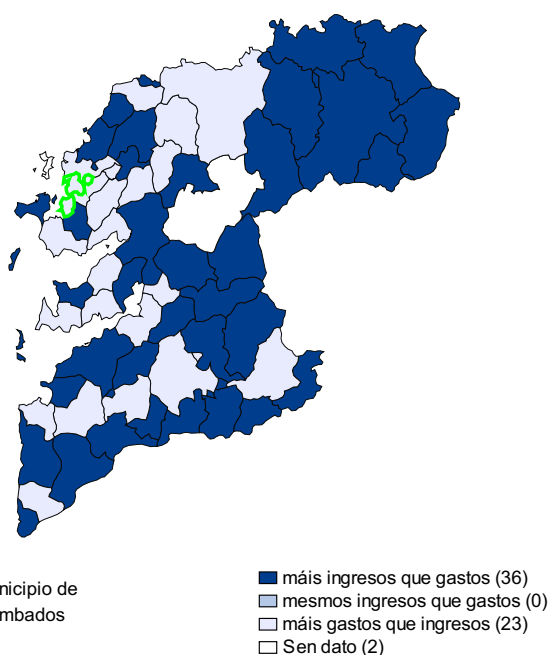 nicipio de
mbados
máis ingresos que gastos (36)
mesmos ingresos que gastos (0)
máis gastos que ingresos (23)
Sen dato (2)